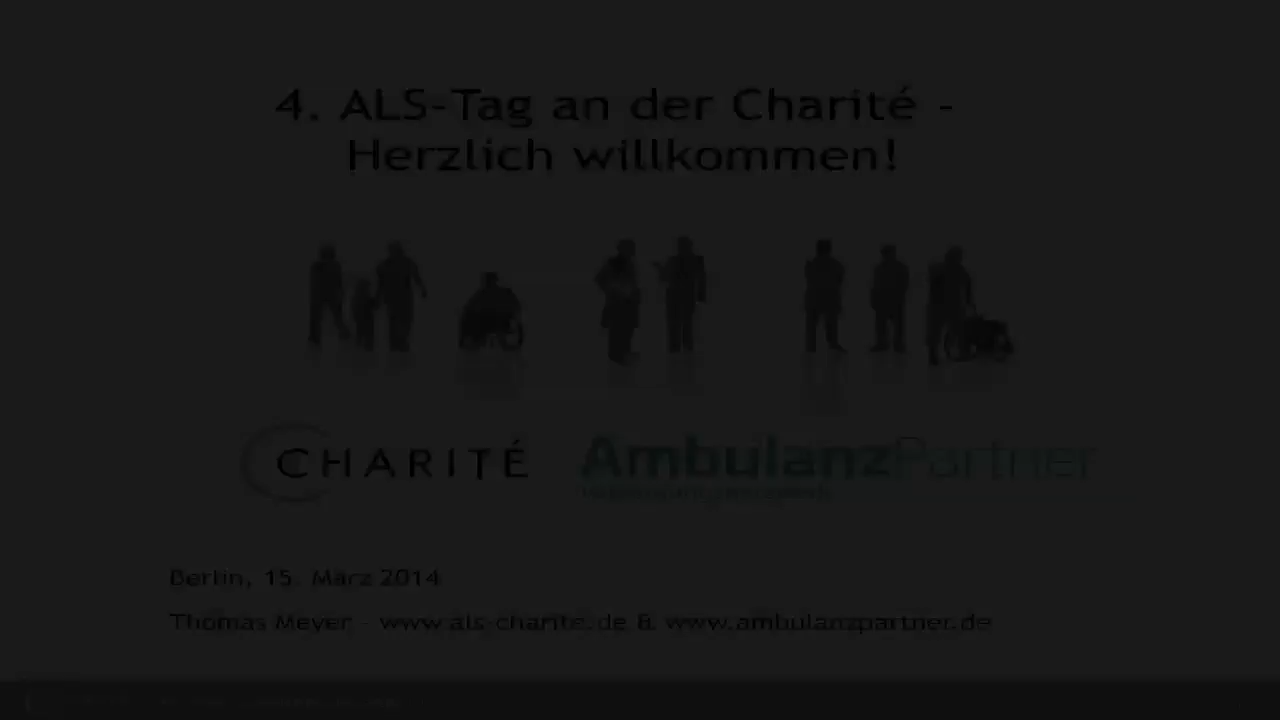 4. ALS-Tag an der Charité -
Herzlich willkommen!
CHARITÉ
AmbulanzPartner
Berlin, 15. März 2014
Thomas Meyer - www.als-charite.de & www.ambulanzpartner.de